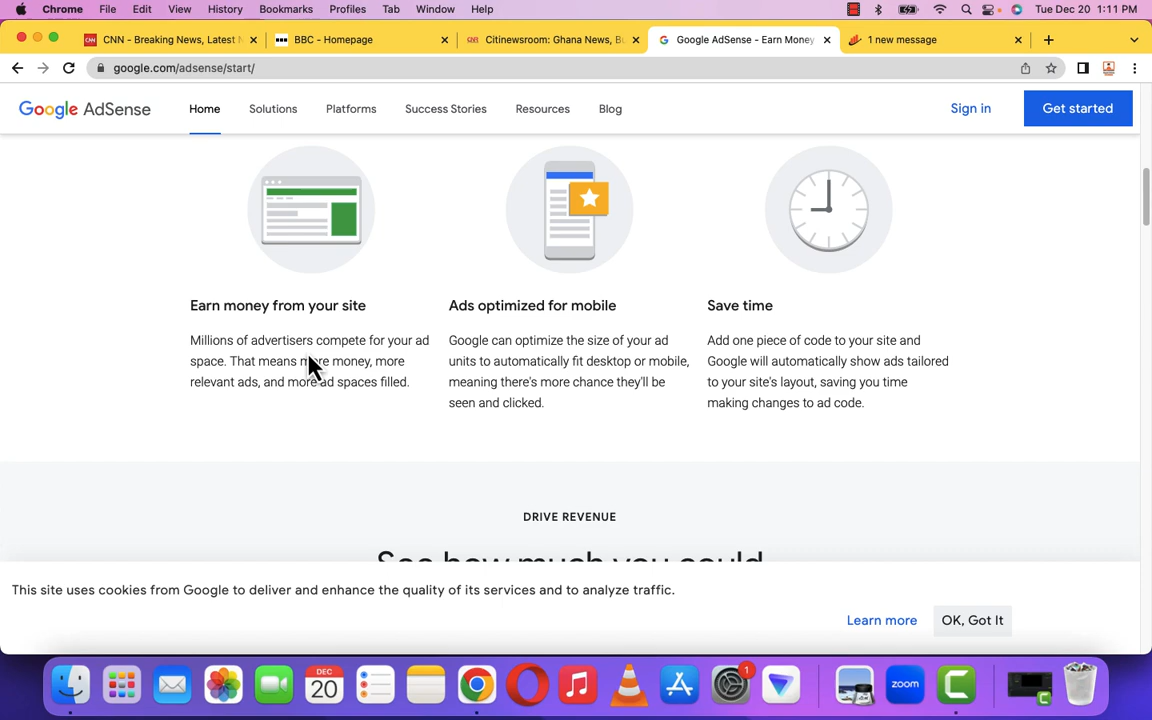 Chrome File Edit View History Bookmarks Profiles Tab Window Help Tue Dec 20 1:11 PM
CNN - Breaking News, Latest BBC - Homepage Citinewsroom: Ghana News, Bu Google AdSense - Earn Money 1 new message
google.com/adsense/start/
Google AdSense Home Solutions Platforms Success Stories Resources Blog Sign in Get started
Earn money from your site
Millions of advertisers compete for your ad
space. That means more money, more
relevant ads, and more ad spaces filled.
Ads optimized for mobile
Google can optimize the size of your ad
units to automatically fit desktop or mobile,
meaning there's more chance they'll be
seen and clicked.
Save time
Add one piece of code to your site and
Google will automatically show ads tailored
to your site's layout, saving you time
making changes to ad code.
DRIVE REVENUE
See how much you could
This site uses cookies from Google to deliver and enhance the quality of its services and to analyze traffic.
Learn more OK, Got It
DEC
20
1
zoom